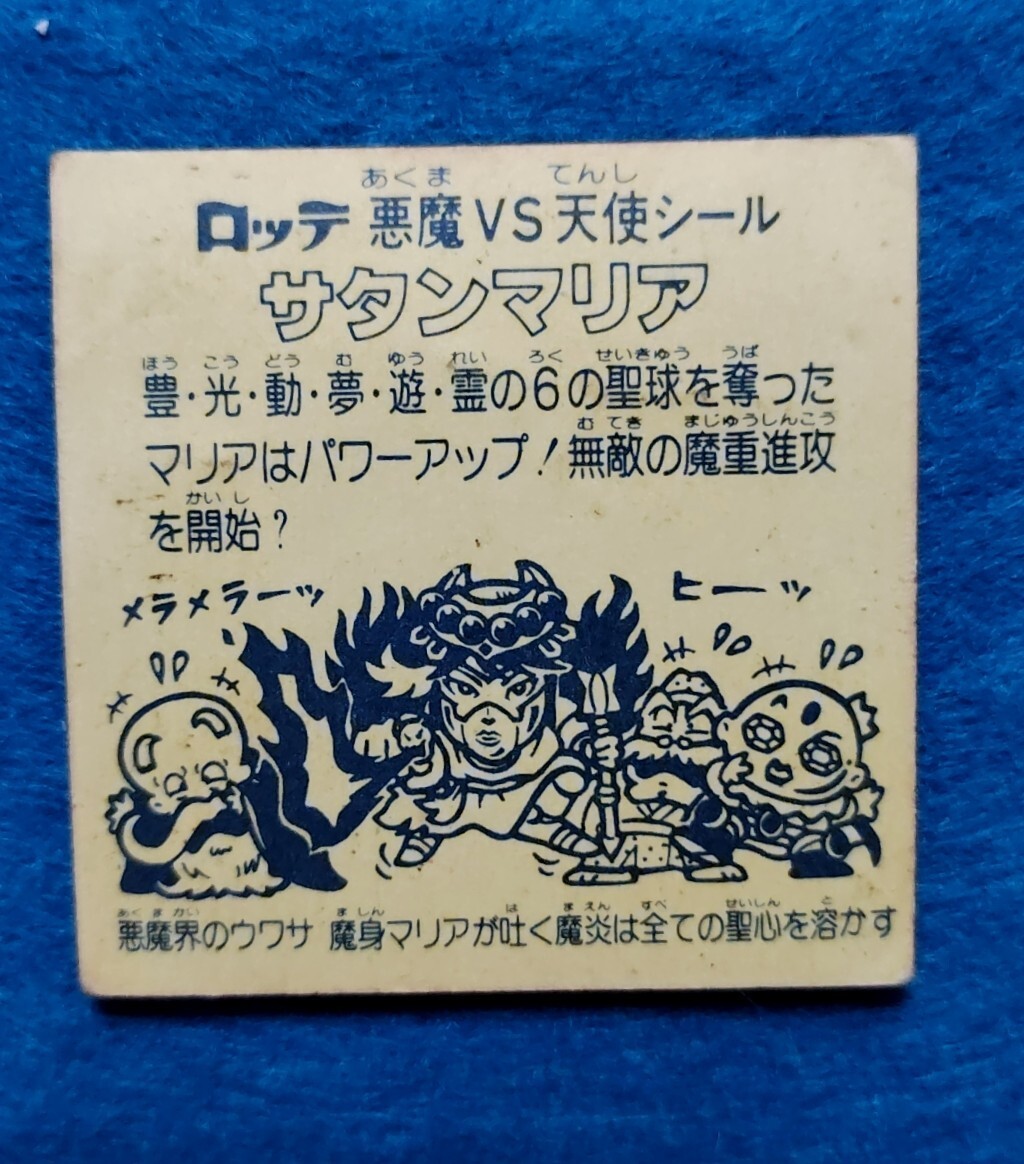 あくま てんし
ロッテ 悪魔VS天使シール
サタンマリア
ほう こう どう む ゆう れい ろく せいきゅう うば
豊・光・動・夢・遊・霊の6の聖球を奪った
む てき まじゅうしんこう
マリアはパワーアップ!無敵の魔重進攻
かい し
を開始?
メラメラーッ ヒーッ
あくまかい ましん は まえん すべ せいしん と
悪魔界のウワサ 魔身マリアが吐く魔炎は全ての聖心を溶かす